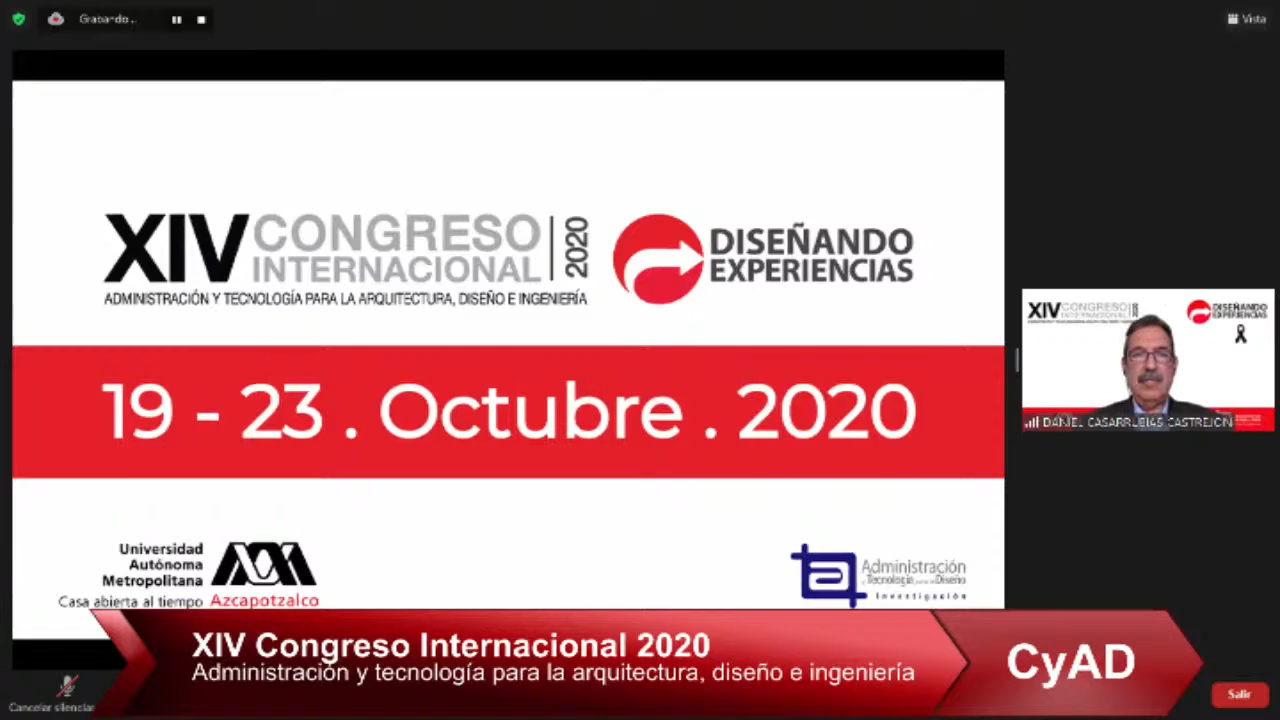 Grabando...
Vista
XIV CONGRESO INTERNACIONAL 2020
ADMINISTRACIÓN Y TECNOLOGÍA PARA LA ARQUITECTURA, DISEÑO E INGENIERÍA
DISEÑANDO
EXPERIENCIAS
19 - 23 . Octubre . 2020
XIV CONGRESO INTERNACIONAL
DISEÑANDO
EXPERIENCIAS
DANIEL CASARRUBIAS CASTREJON
Universidad
Autónoma
Metropolitana
Casa abierta al tiempo Azcapotzalco
Administración
y Tecnología para el Diseño
Investigación
XIV Congreso Internacional 2020
Administración y tecnología para la arquitectura, diseño e ingeniería
CyAD
Cancelar silenciar
Salir